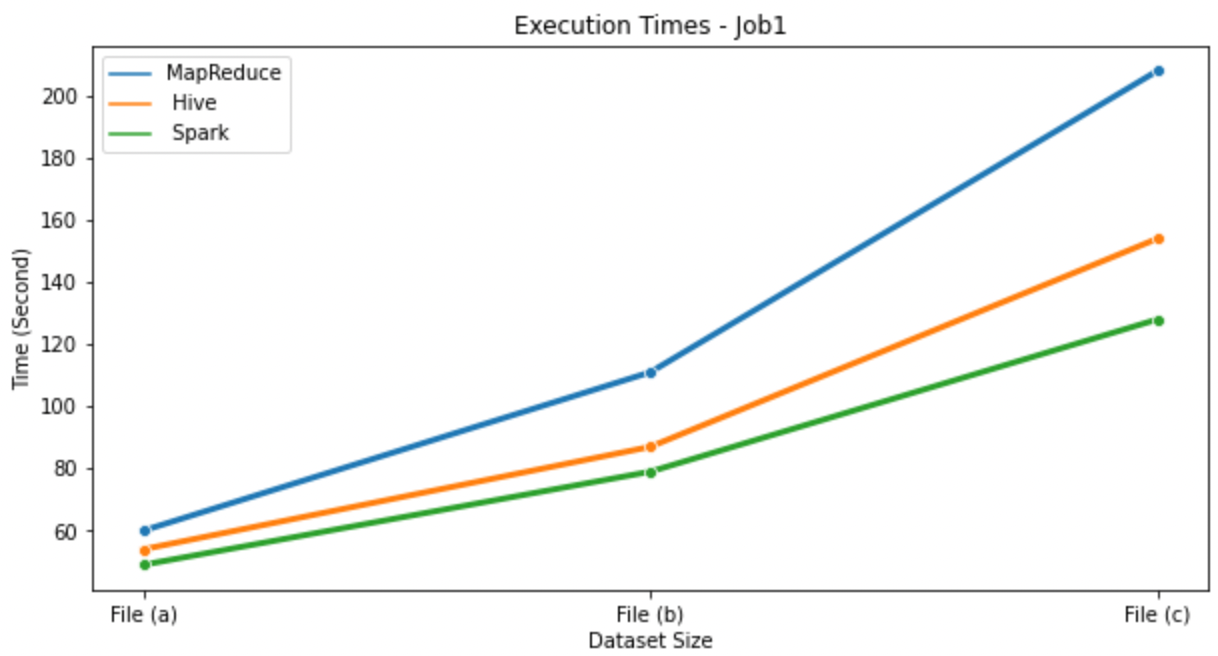 Execution Times - Job1
MapReduce
Hive
Spark
200
180
160
140
120
100
80
60
Time (Second)
File (a)
File (b)
File (c)
Dataset Size